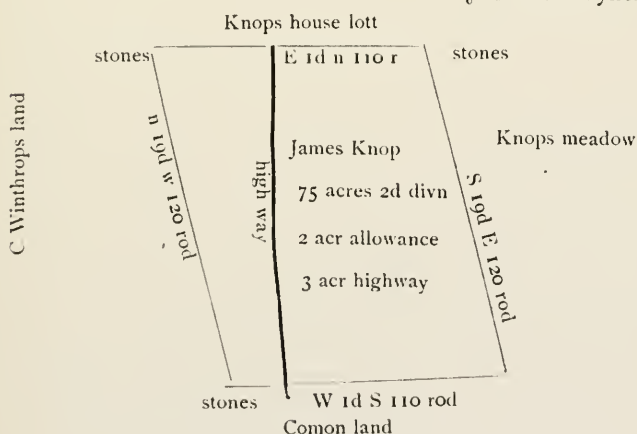 Knops house lott
stones
E 1d n 110 r
stones
C Winthrops land
n 19d w 120 rod
high way
James Knop
75 acres 2d divn
2 acr allowance
3 acr highway
S 19d E 120 rod
Knops meadow
stones
W 1d S 110 rod
Comon land